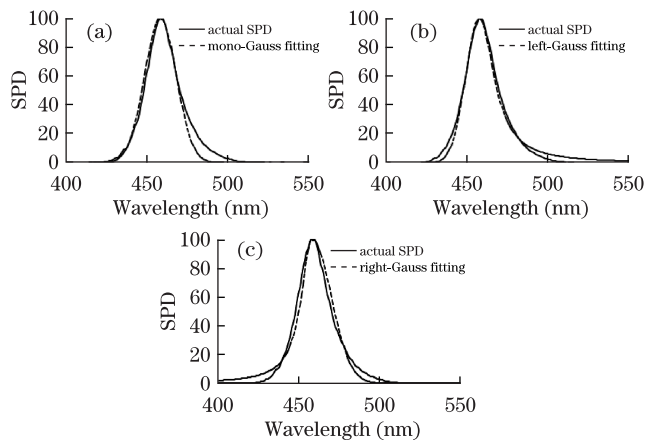 (a)
actual SPD
mono-Gauss fitting
SPD
100
80
60
40
20
0
400 450 500 550
Wavelength (nm)
(b)
actual SPD
left-Gauss fitting
SPD
100
80
60
40
20
0
400 450 500 550
Wavelength (nm)
(c)
actual SPD
right-Gauss fitting
SPD
100
80
60
40
20
0
400 450 500 550
Wavelength (nm)